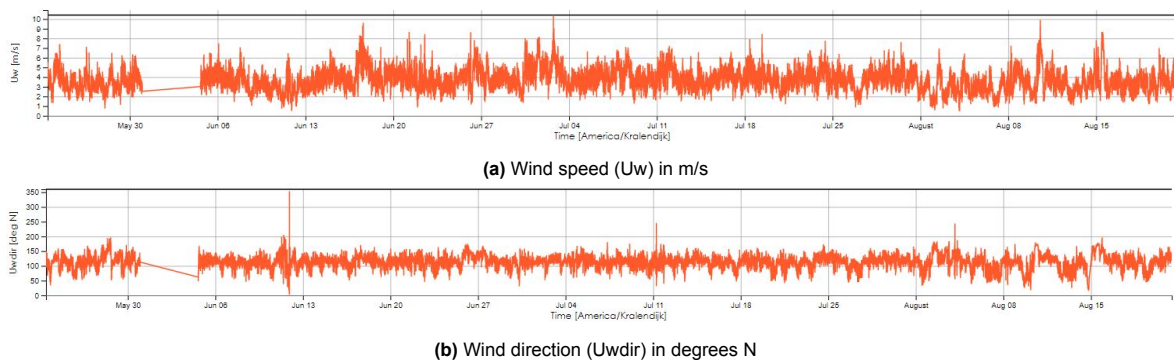 Uw [m/s]
10
9
8
7
6
5
4
3
2
1
0
May 30 Jun 06 Jun 13 Jun 20 Jun 27 Jul 04 Jul 11 Jul 18 Jul 25 August Aug 08 Aug 15
Time [America/Kralendijk]
(a) Wind speed (Uw) in m/s
Uwdir [deg N]
350
300
250
200
150
100
50
0
May 30 Jun 06 Jun 13 Jun 20 Jun 27 Jul 04 Jul 11 Jul 18 Jul 25 August Aug 08 Aug 15
Time [America/Kralendijk]
(b) Wind direction (Uwdir) in degrees N